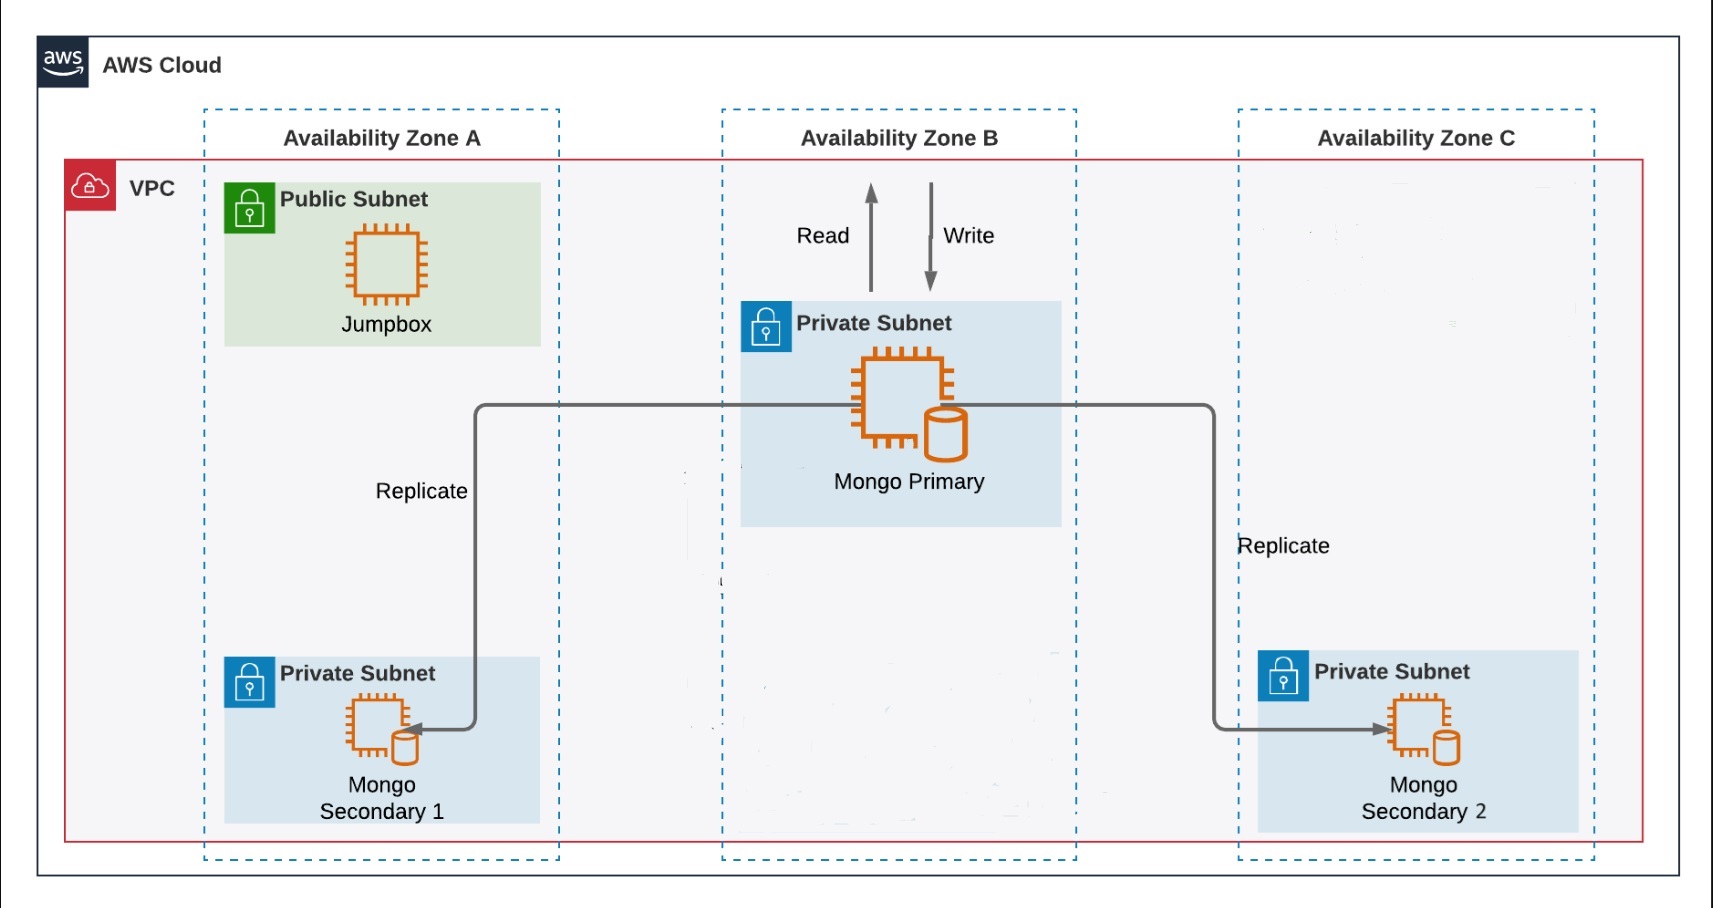 aws
AWS Cloud
Availability Zone A
Availability Zone B
Availability Zone C
VPC
Public Subnet
Jumpbox
Read
Write
Private Subnet
Mongo Primary
Replicate
Replicate
Private Subnet
Mongo
Secondary 1
Private Subnet
Mongo
Secondary 2